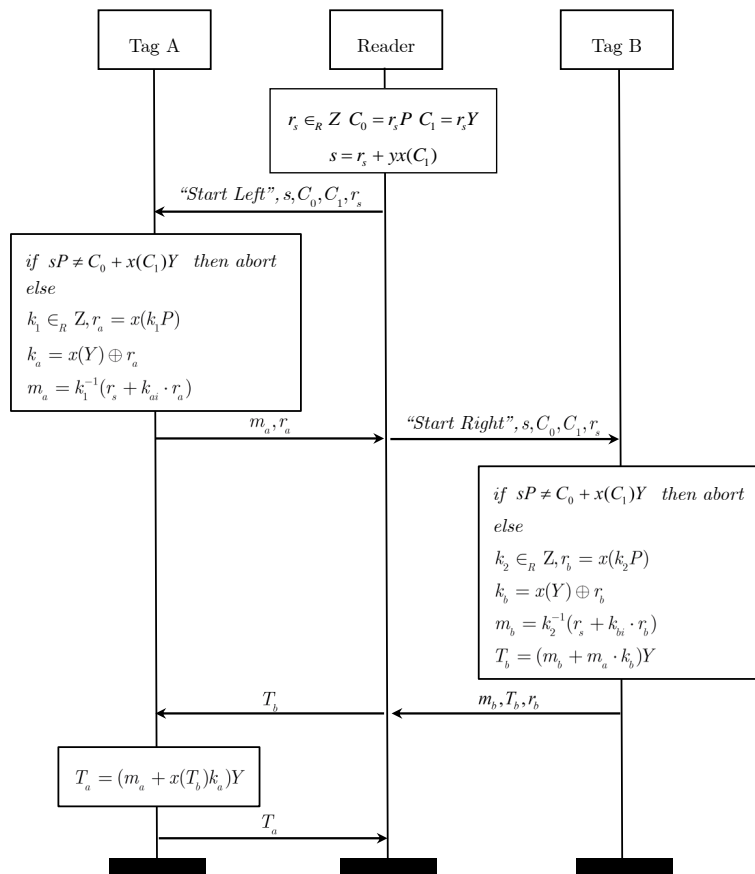 Tag A
Reader
Tag B
r_s ∈_R Z C_0 = r_sP C_1 = r_sY
s = r_s + yx(C_1)
“Start Left”, s, C_0, C_1, r_s
if sP ≠ C_0 + x(C_1)Y then abort
else
k_1 ∈_R Z, r_a = x(k_1P)
k_a = x(Y) ⊕ r_a
m_a = k_1^{-1}(r_s + k_{ai} · r_a)
m_a, r_a
“Start Right”, s, C_0, C_1, r_s
if sP ≠ C_0 + x(C_1)Y then abort
else
k_2 ∈_R Z, r_b = x(k_2P)
k_b = x(Y) ⊕ r_b
m_b = k_2^{-1}(r_s + k_{bi} · r_b)
T_b = (m_b + m_a · k_b)Y
T_b
m_b, T_b, r_b
T_a = (m_a + x(T_b)k_a)Y
T_a